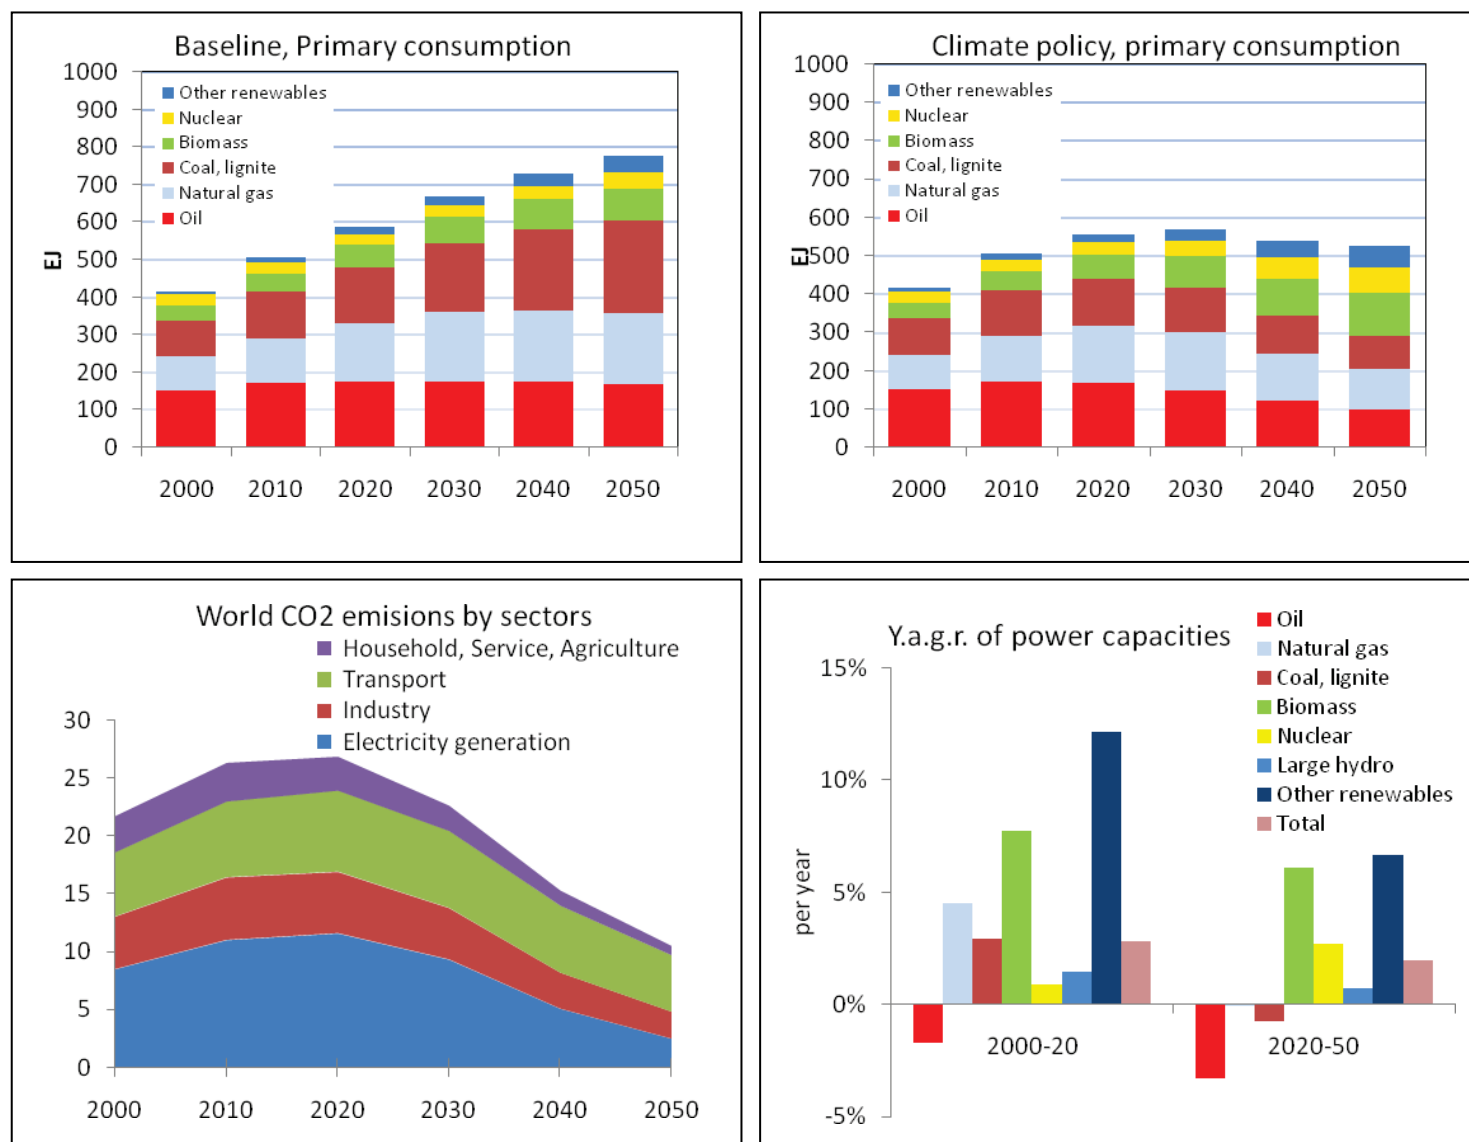 Baseline, Primary consumption
1000
900
800
700
600
500
400
300
200
100
0
EJ
Other renewables
Nuclear
Biomass
Coal, lignite
Natural gas
Oil
2000 2010 2020 2030 2040 2050
Climate policy, primary consumption
1000
900
800
700
600
500
400
300
200
100
0
EJ
Other renewables
Nuclear
Biomass
Coal, lignite
Natural gas
Oil
2000 2010 2020 2030 2040 2050
World CO2 emisions by sectors
Household, Service, Agriculture
Transport
Industry
Electricity generation
30
25
20
15
10
5
0
2000 2010 2020 2030 2040 2050
Y.a.g.r. of power capacities
Oil
Natural gas
Coal, lignite
Biomass
Nuclear
Large hydro
Other renewables
Total
15%
10%
5%
0%
-5%
per year
2000-20 2020-50